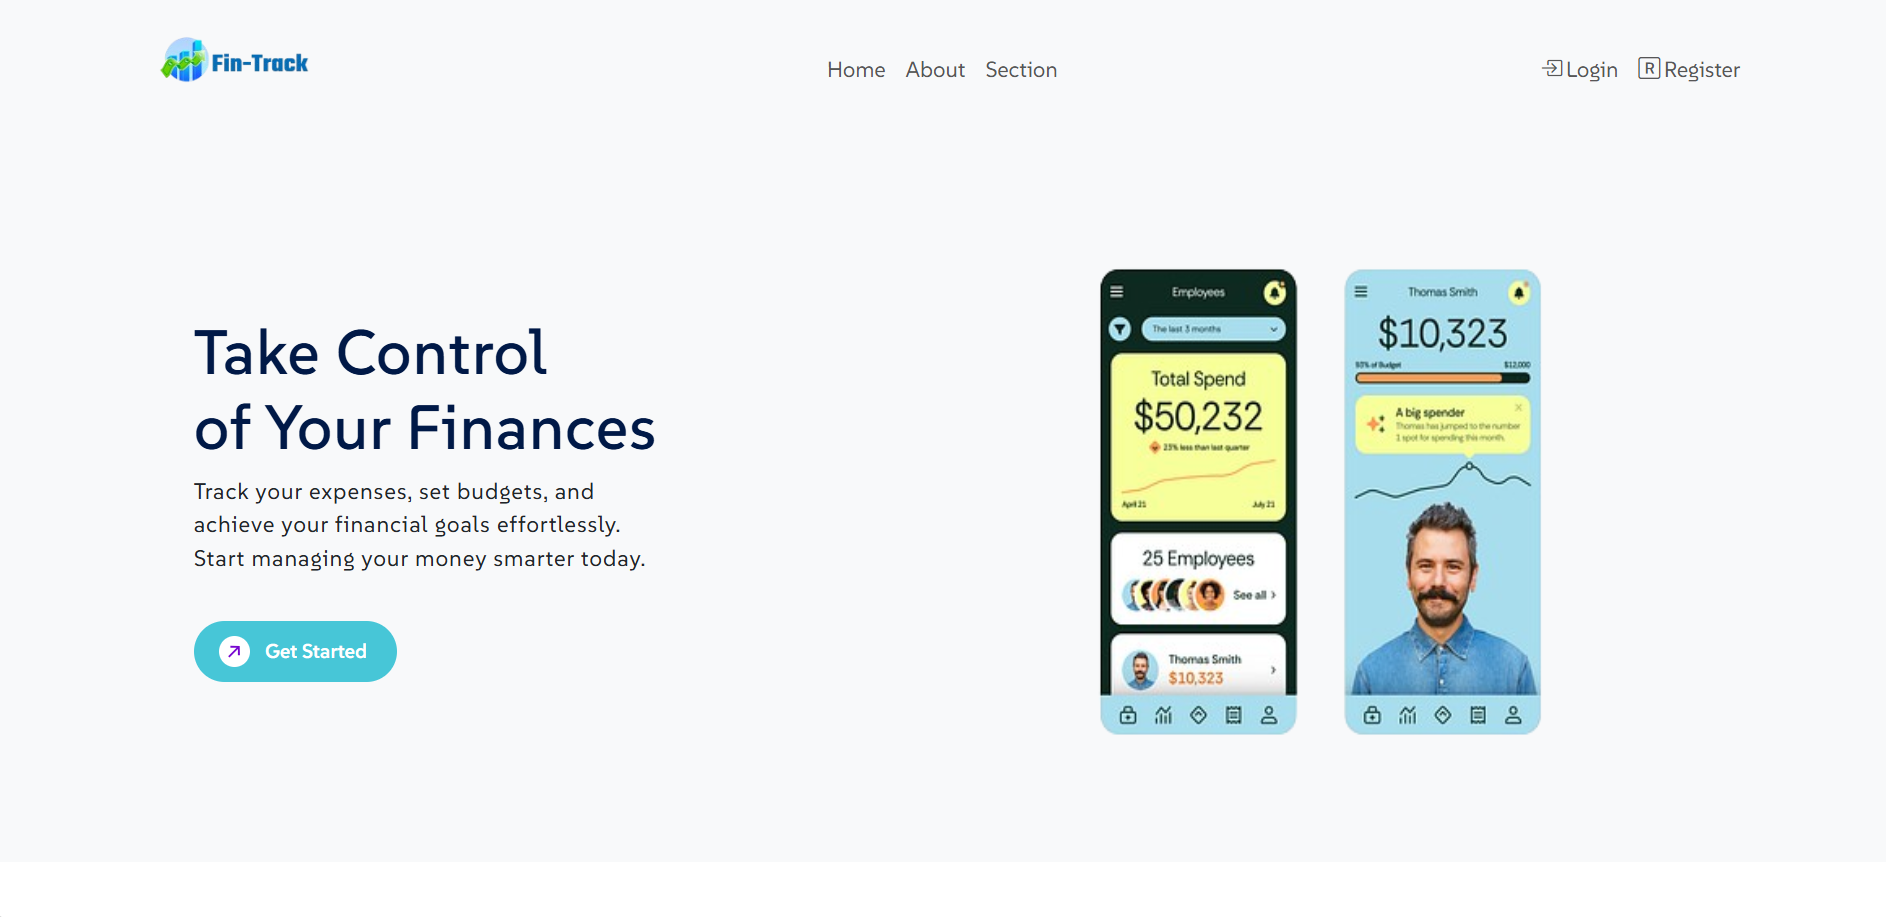 Fin-Track
Home About Section
Login R Register
Take Control
of Your Finances
Track your expenses, set budgets, and
achieve your financial goals effortlessly.
Start managing your money smarter today.
Get Started
Employees
The last 3 months
Total Spend
$50,232
23% less than last quarter
April 21 July 21
25 Employees
See all
Thomas Smith
$10,323
Thomas Smith
$10,323
93% of Budget $12,000
A big spender
Thomas has jumped to the number
1 spot for spending this month.